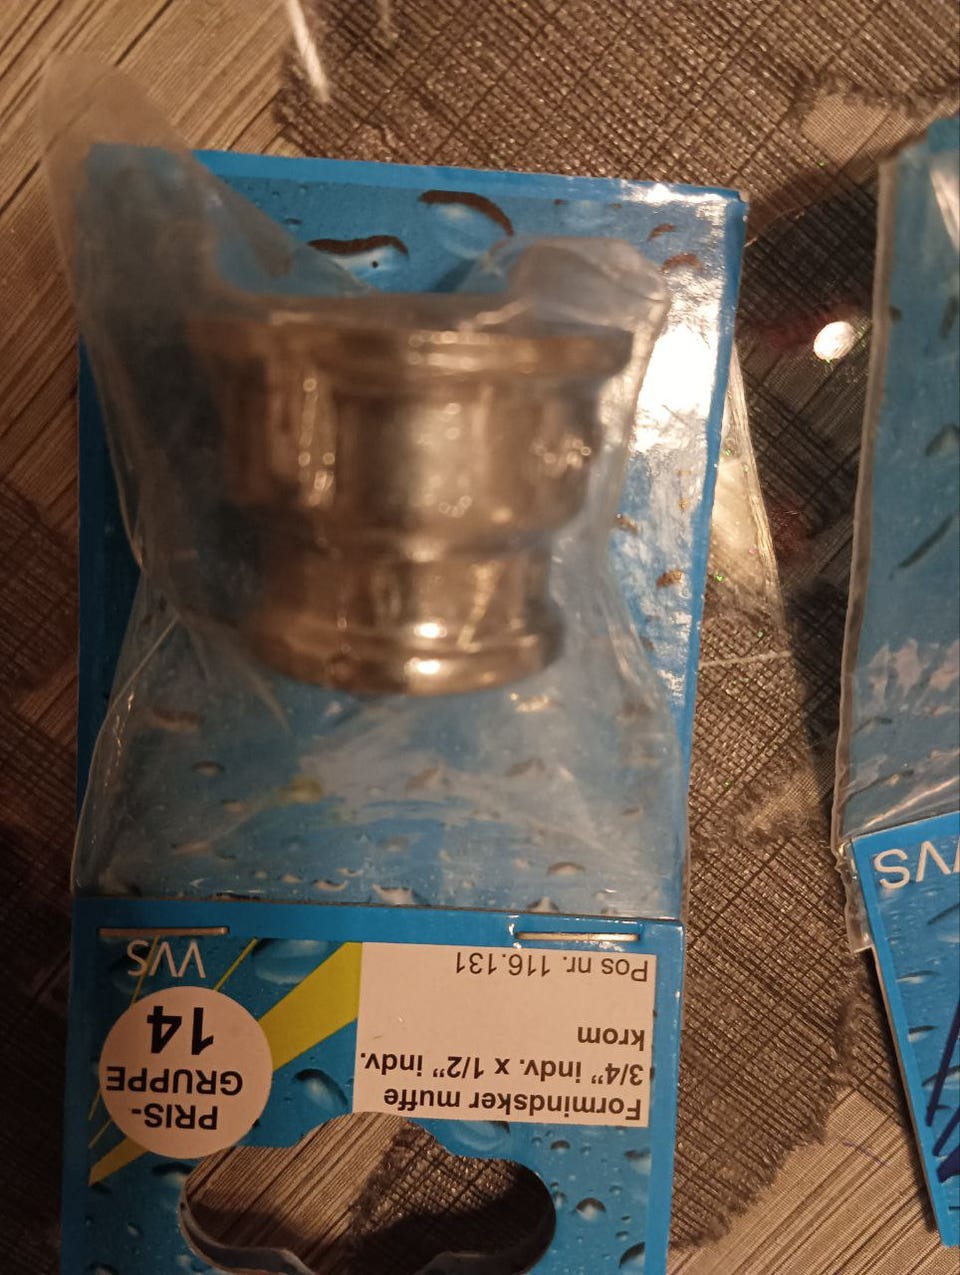 Formindsker muffe
3/4” indv. x 1/2” indv.
krom
Pos nr. 116.131
PRIS-
GRUPPE
14
VVS
VVS